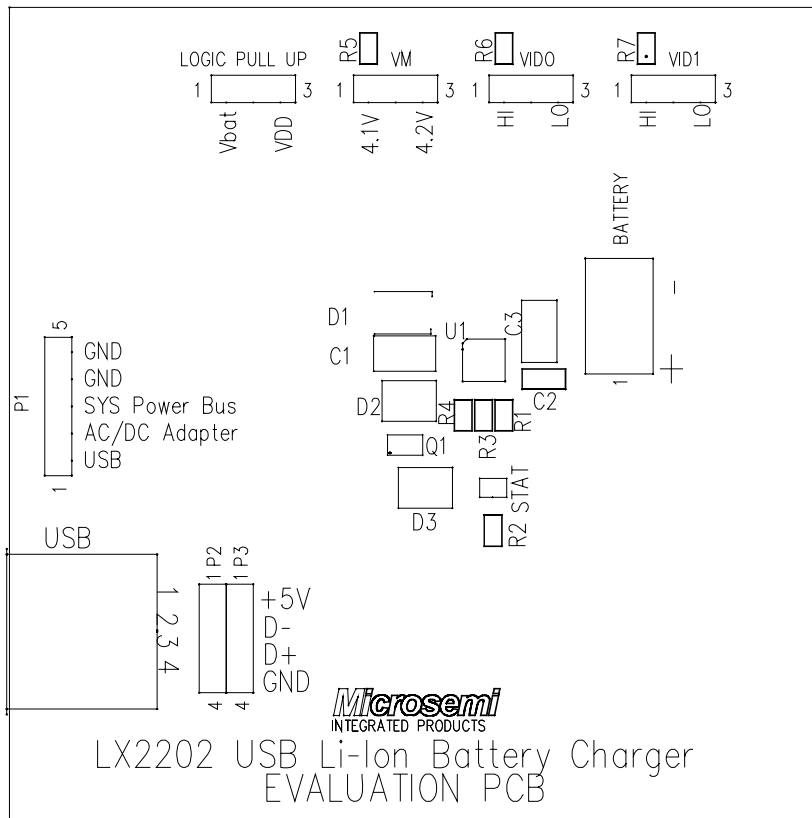 R5
R6
R7
LOGIC PULL UP
VM
VID0
VID1
1 3
1 3
1 3
1 3
Vbat VDD
4.1V 4.2V
HI LO
HI LO
BATTERY
-
+
1
D1
C1
U1
C3
C2
D2
R4
R3
R1
Q1
D3
STAT
R2
P1
5
GND
GND
SYS Power Bus
AC/DC Adapter
USB
1
USB
1 2 3 4
1 P2
1 P3
4 4
+5V
D-
D+
GND
Microsemi
INTEGRATED PRODUCTS
LX2202 USB Li-Ion Battery Charger
EVALUATION PCB